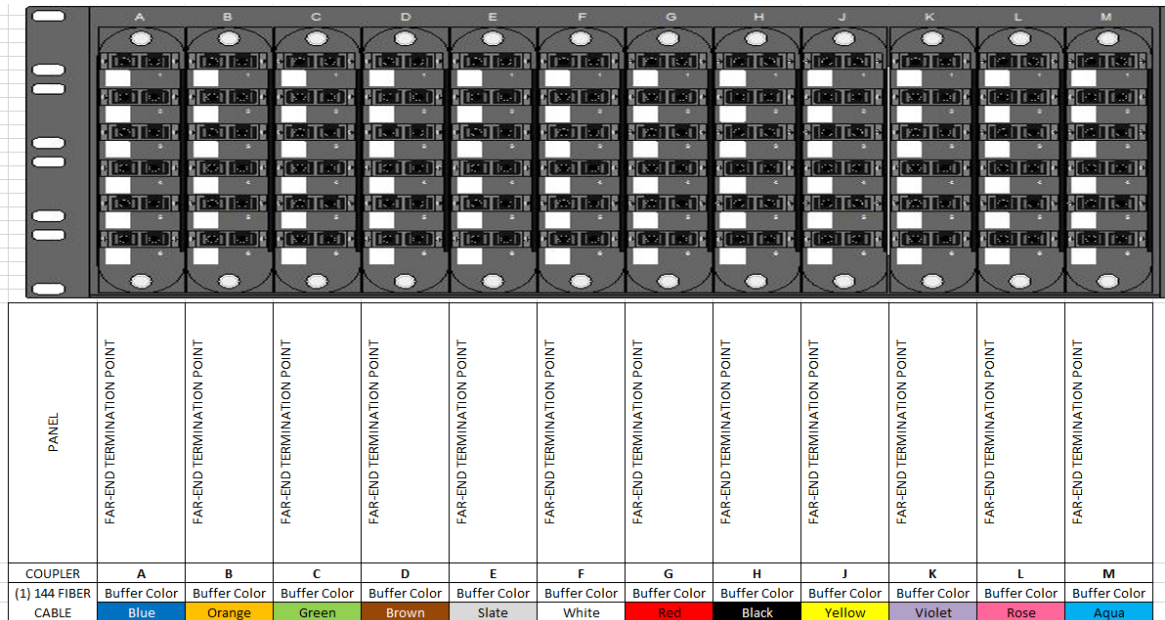 A B C D E F G H J K L M
PANEL
FAR-END TERMINATION POINT
FAR-END TERMINATION POINT
FAR-END TERMINATION POINT
FAR-END TERMINATION POINT
FAR-END TERMINATION POINT
FAR-END TERMINATION POINT
FAR-END TERMINATION POINT
FAR-END TERMINATION POINT
FAR-END TERMINATION POINT
FAR-END TERMINATION POINT
FAR-END TERMINATION POINT
FAR-END TERMINATION POINT
COUPLER A B C D E F G H J K L M
(1) 144 FIBER Buffer Color Buffer Color Buffer Color Buffer Color Buffer Color Buffer Color Buffer Color Buffer Color Buffer Color Buffer Color Buffer Color Buffer Color
CABLE Blue Orange Green Brown Slate White Red Black Yellow Violet Rose Aqua